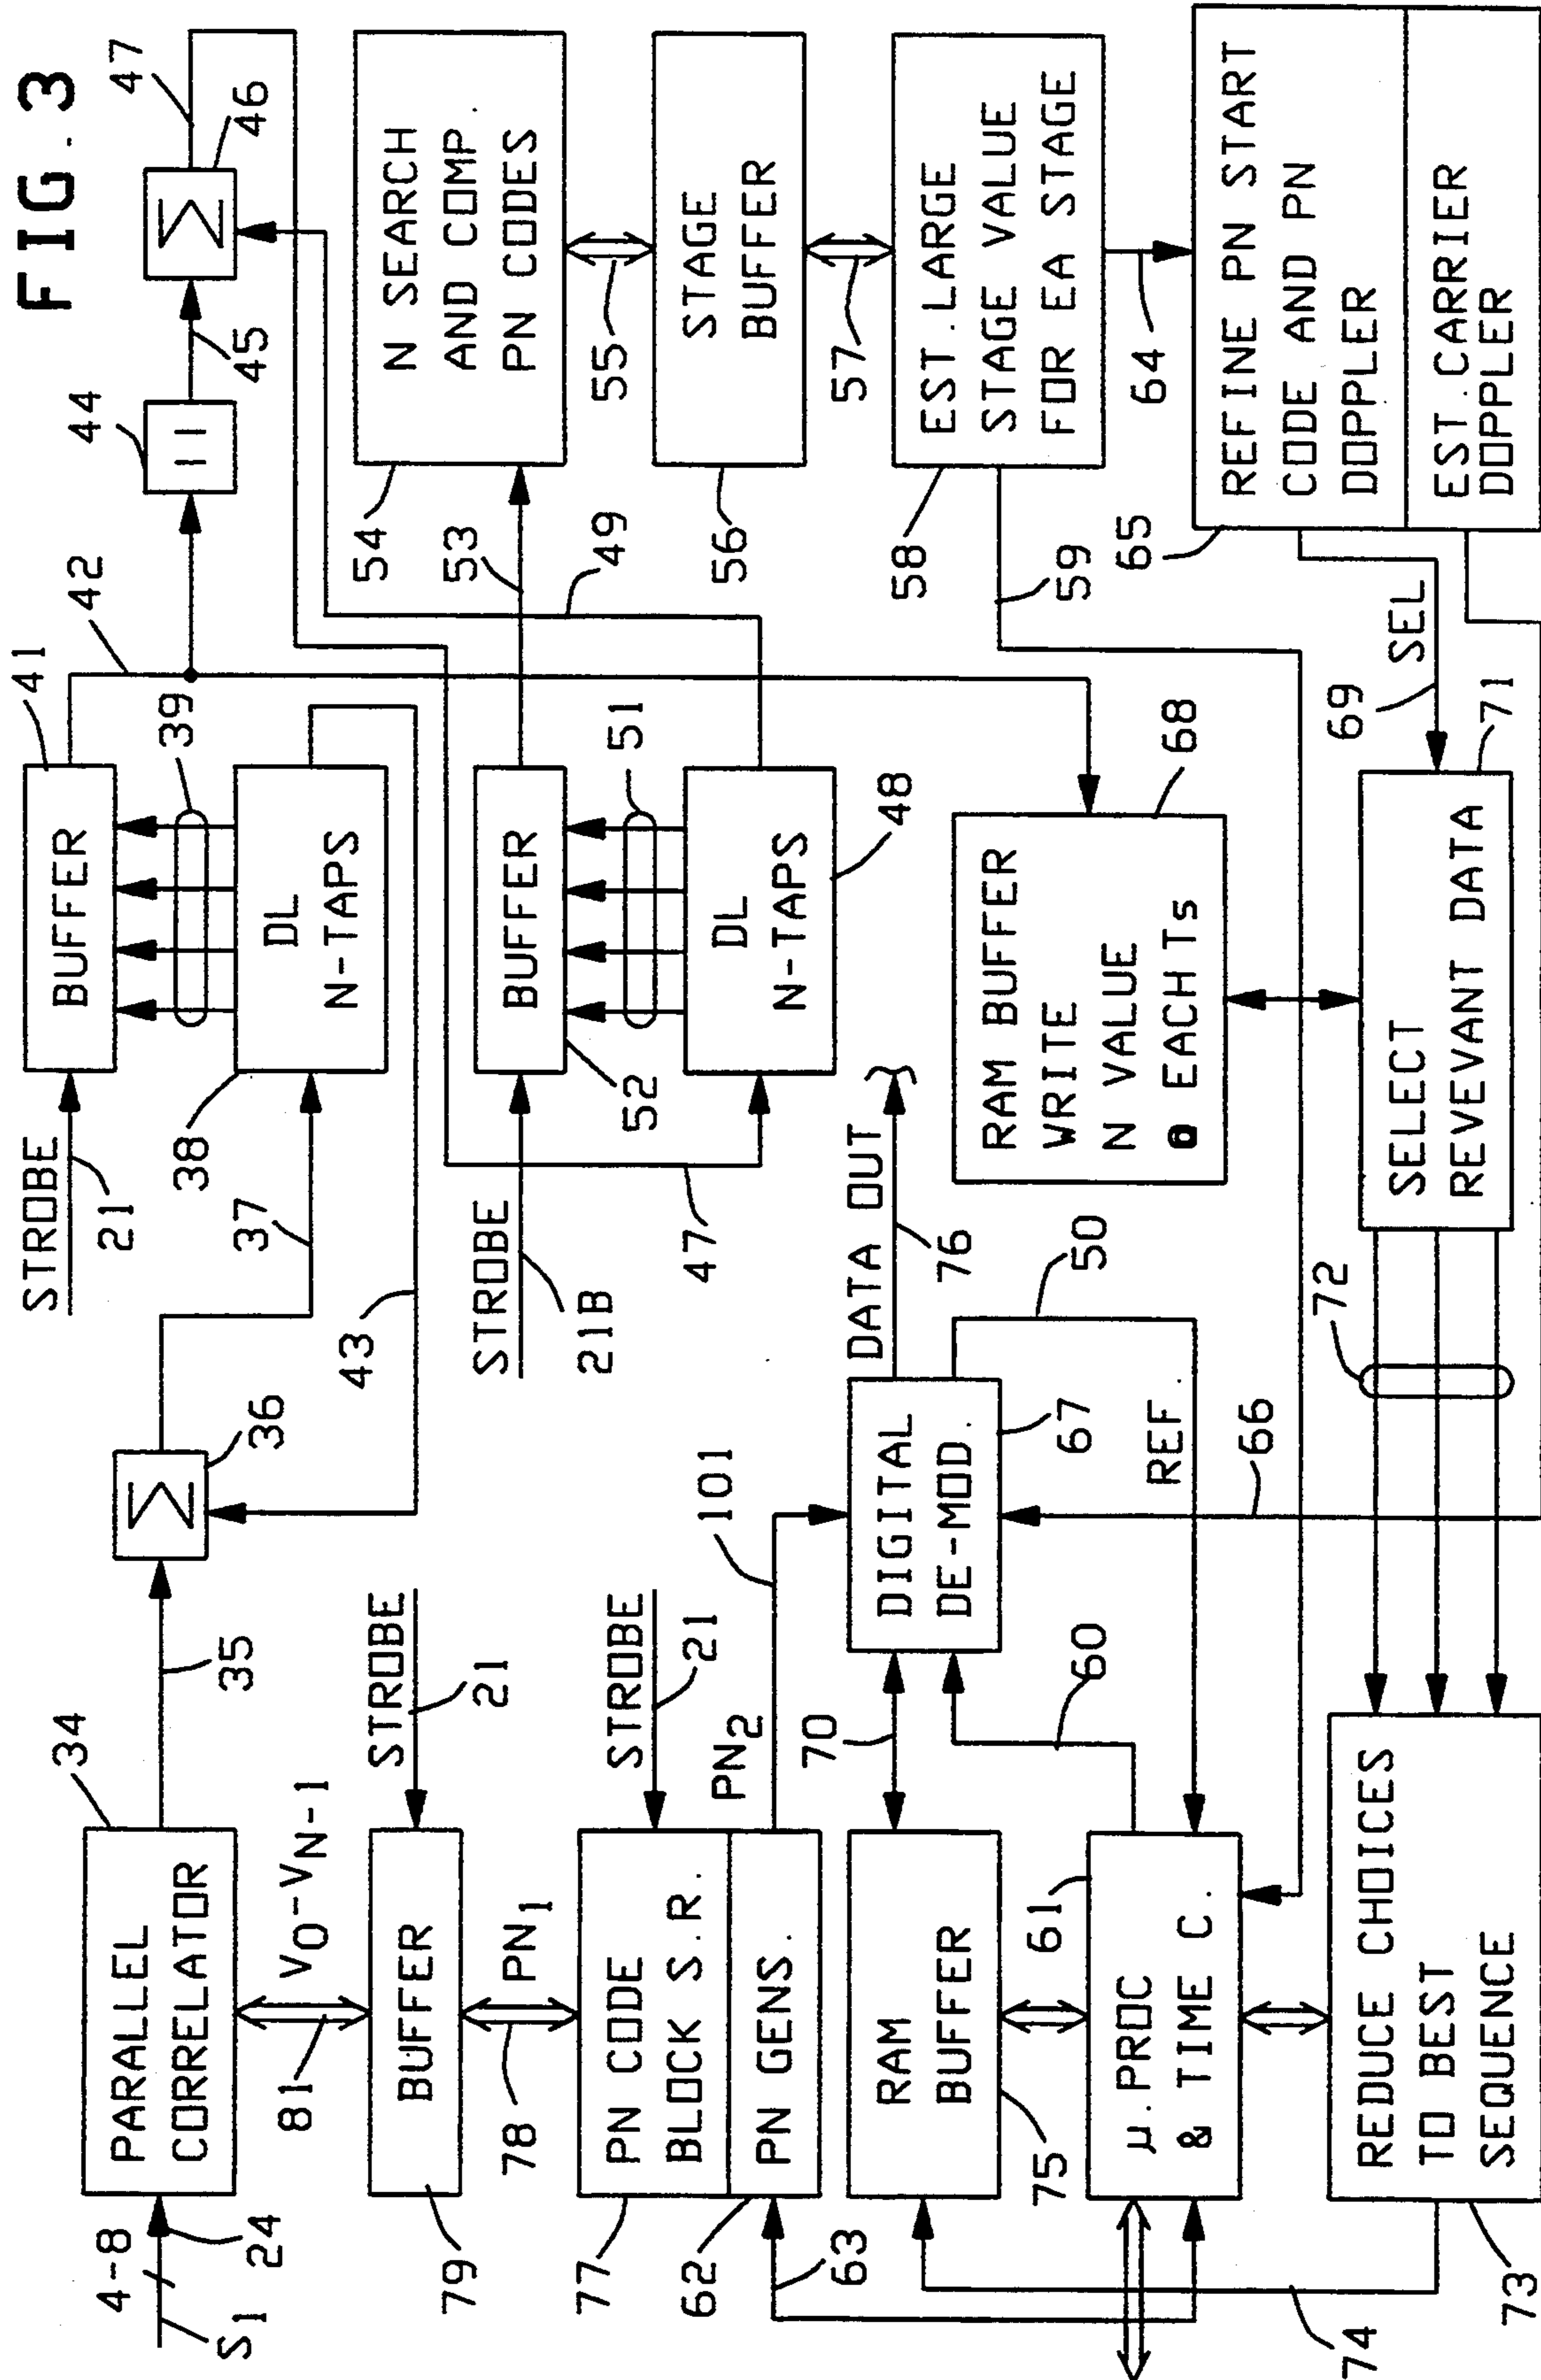 FIG. 3
S1
4-8
24
PARALLEL
CORRELATOR
34
35
36
37
43
STROBE
21
BUFFER
41
39
DL
N-TAPS
38
42
44
||
45
Σ
46
47
Σ
81
V0-VN-1
BUFFER
79
STROBE
21
78
PN1
PN CODE
BLOCK S.R.
77
STROBE
21
PN GENS.
62
PN2
101
63
STROBE
21B
BUFFER
52
51
DL
N-TAPS
48
47
49
53
N SEARCH
AND COMP.
PN CODES
54
55
STAGE
BUFFER
56
57
EST. LARGE
STAGE VALUE
FOR EA STAGE
58
59
64
RAM
BUFFER
75
70
DIGITAL
DE-MOD.
67
DATA OUT
76
50
REF.
60
66
μ.PROC
& TIME C.
61
RAM BUFFER
WRITE
N VALUE
@ EACH Ts
68
REFINE PN START
CODE AND PN
DOPPLER
65
EST. CARRIER
DOPPLER
SEL
69
SELECT
REVEVANT DATA
71
72
REDUCE CHOICES
TO BEST
SEQUENCE
73
74